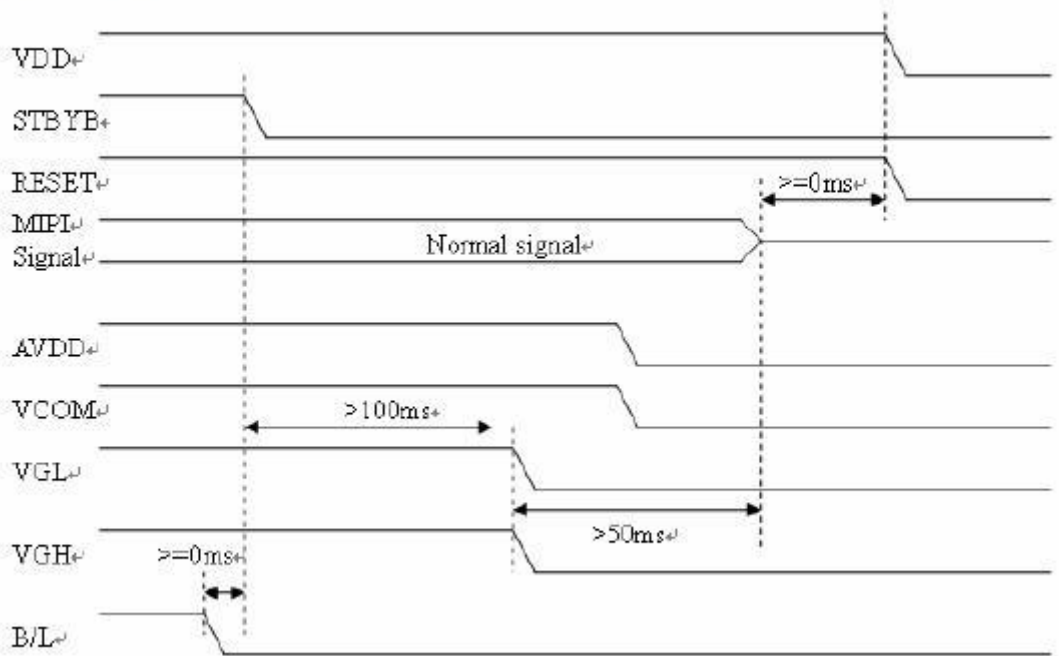 VDD↵
STBYB↵
RESET↵
>=0ms↵
MIPI↵
Signal↵
Normal signal↵
AVDD↵
VCOM↵
>100ms↵
VGL↵
>50ms↵
VGH↵
>=0ms↵
B/L↵